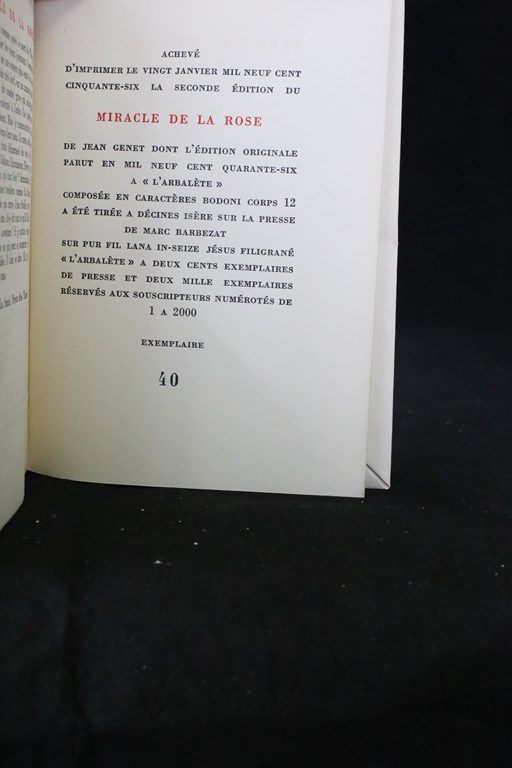 ACHEVÉ
D'IMPRIMER LE VINGT JANVIER MIL NEUF CENT
CINQUANTE-SIX LA SECONDE ÉDITION DU
MIRACLE DE LA ROSE
DE JEAN GENET DONT L'ÉDITION ORIGINALE
PARUT EN MIL NEUF CENT QUARANTE-SIX
A « L'ARBALÈTE »
COMPOSÉE EN CARACTÈRES BODONI CORPS 12
A ÉTÉ TIRÉE A DÉCINES ISÈRE SUR LA PRESSE
DE MARC BARBEZAT
SUR PUR FIL LANA IN-SEIZE JÉSUS FILIGRANÉ
« L'ARBALÈTE » A DEUX CENTS EXEMPLAIRES
DE PRESSE ET DEUX MILLE EXEMPLAIRES
RÉSERVÉS AUX SOUSCRIPTEURS NUMÉROTÉS DE
1 A 2000
EXEMPLAIRE
40